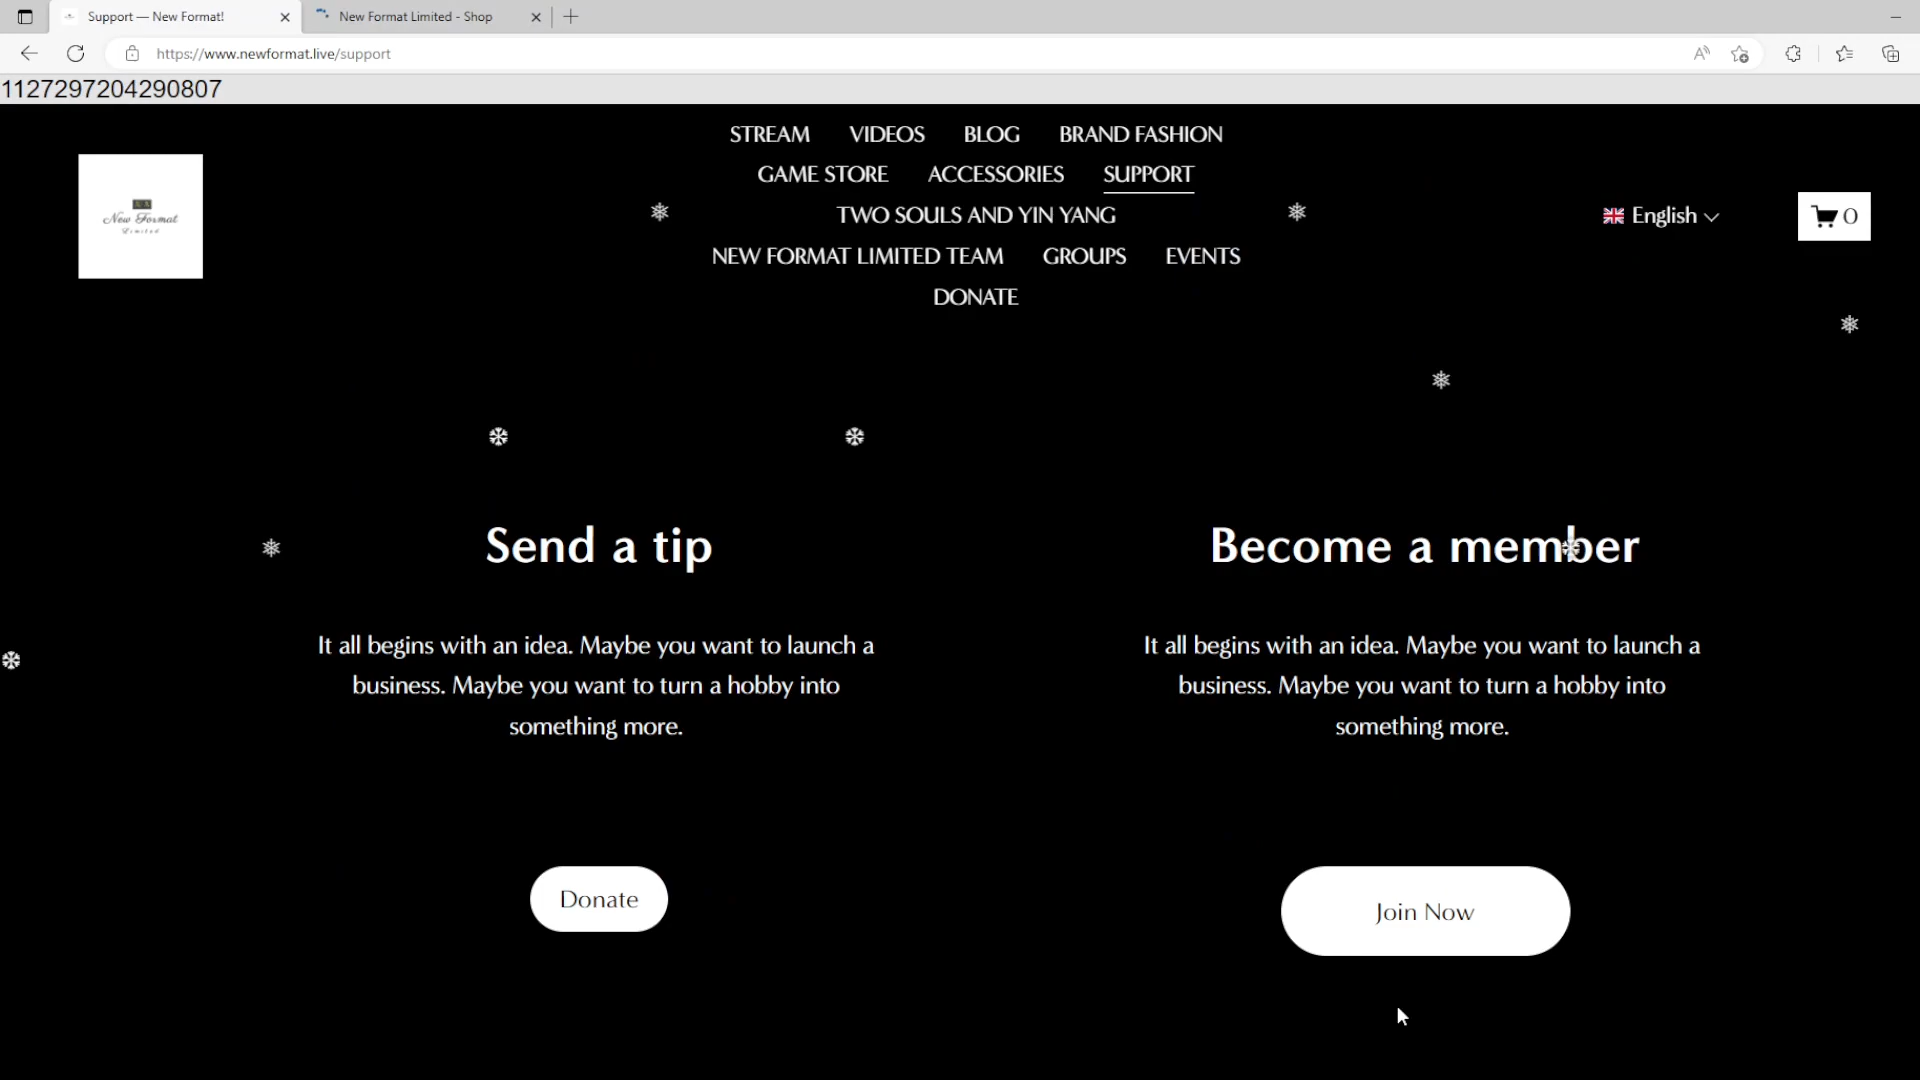 Support — New Format!
New Format Limited - Shop
https://www.newformat.live/support
1127297204290807
STREAM VIDEOS BLOG BRAND FASHION
GAME STORE ACCESSORIES SUPPORT
TWO SOULS AND YIN YANG
NEW FORMAT LIMITED TEAM GROUPS EVENTS
DONATE
New Format
Limited
English
0
Send a tip
It all begins with an idea. Maybe you want to launch a
business. Maybe you want to turn a hobby into
something more.
Donate
Become a member
It all begins with an idea. Maybe you want to launch a
business. Maybe you want to turn a hobby into
something more.
Join Now